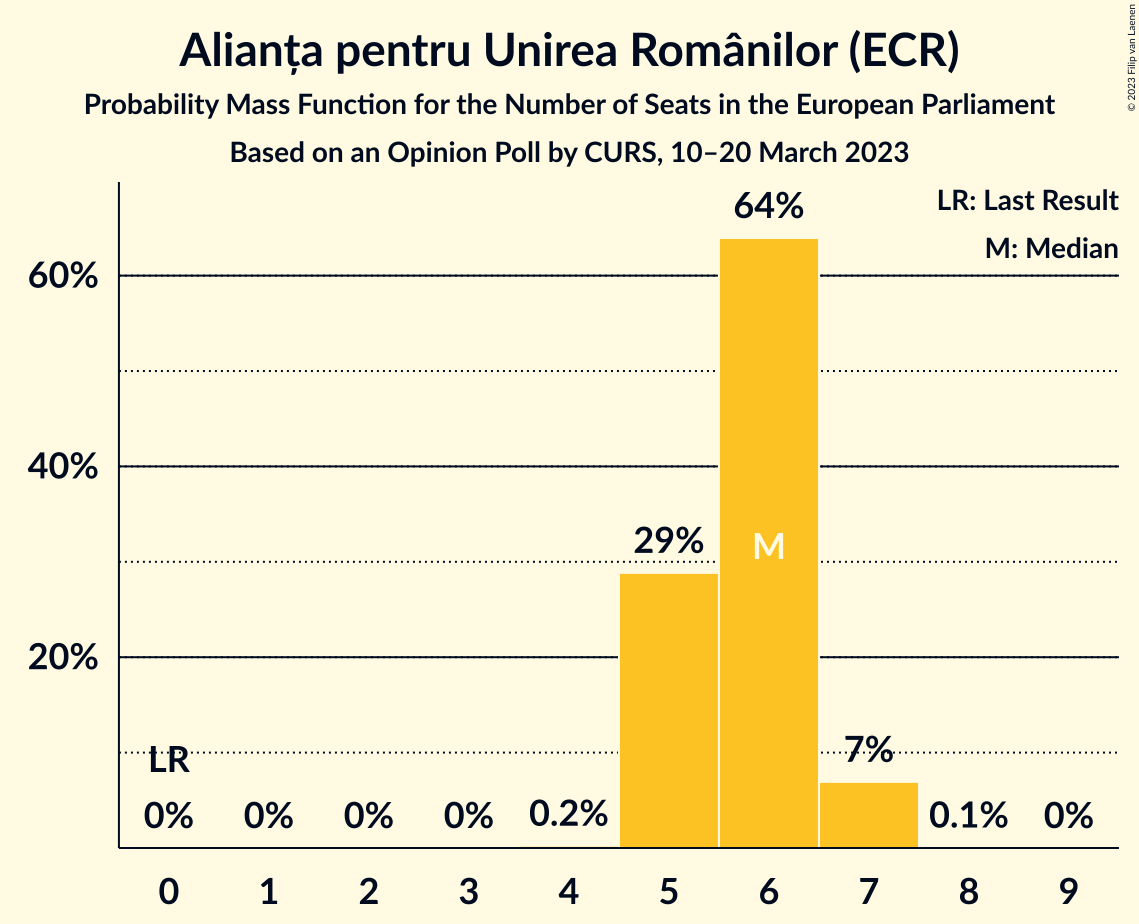 Alianța pentru Unirea Românilor (ECR)
Probability Mass Function for the Number of Seats in the European Parliament
Based on an Opinion Poll by CURS, 10–20 March 2023
© 2023 Filip van Laenen
LR: Last Result
M: Median
64%
60%
40%
29%
M
20%
7%
LR
0%
0%
0%
0%
0.2%
0.1%
0%
0 1 2 3 4 5 6 7 8 9